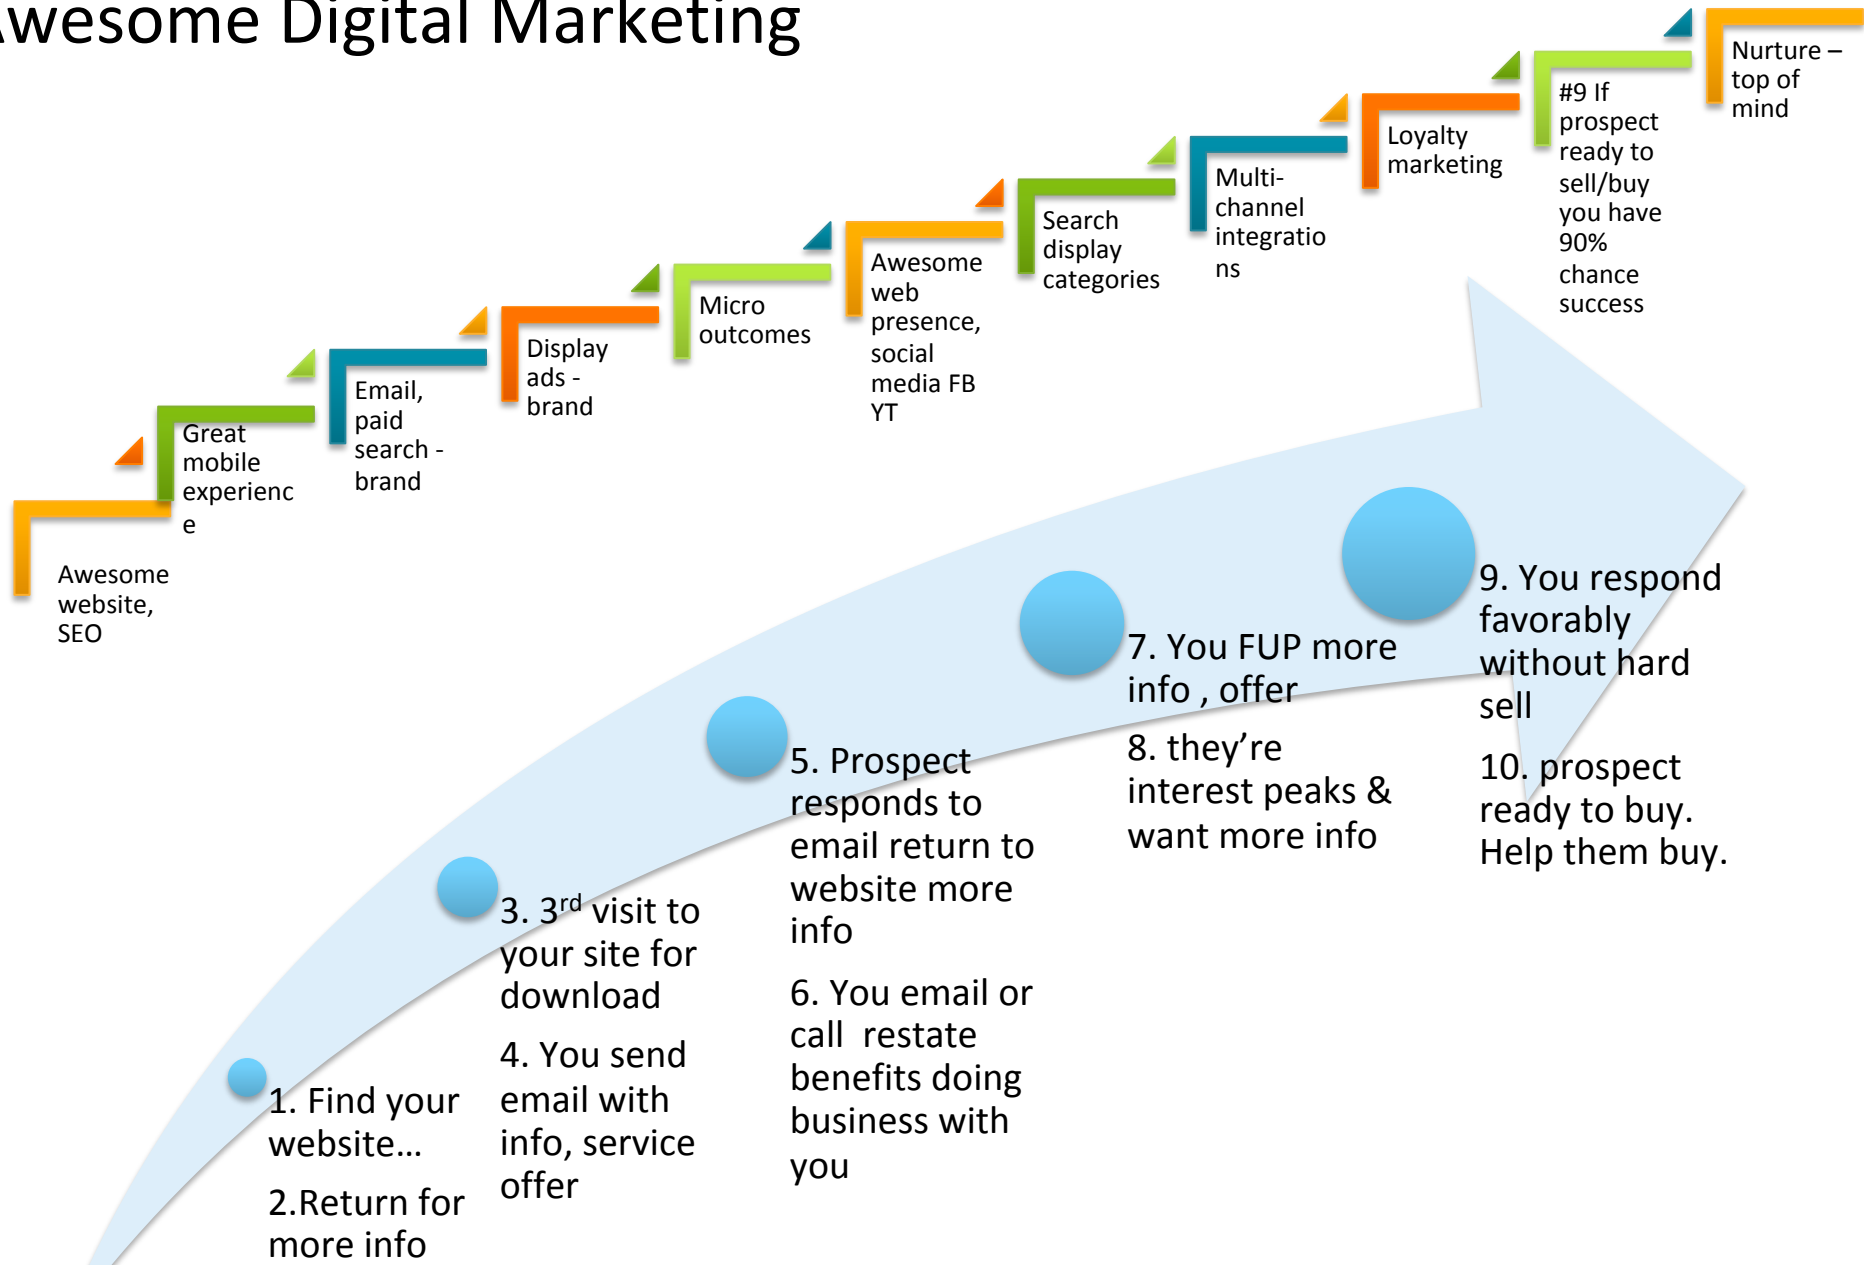 Awesome Digital Marketing
Awesome
website,
SEO
Great
mobile
experienc
e
Email,
paid
search -
brand
Display
ads -
brand
Micro
outcomes
Awesome
web
presence,
social
media FB
YT
Search
display
categories
Multi-
channel
integratio
ns
Loyalty
marketing
#9 If
prospect
ready to
sell/buy
you have
90%
chance
success
Nurture –
top of
mind
1. Find your
website…
2.Return for
more info
3. 3rd visit to
your site for
download
4. You send
email with
info, service
offer
5. Prospect
responds to
email return to
website more
info
6. You email or
call  restate
benefits doing
business with
you
7. You FUP more
info , offer
8. they’re
interest peaks &
want more info
9. You respond
favorably
without hard
sell
10. prospect
ready to buy.
Help them buy.